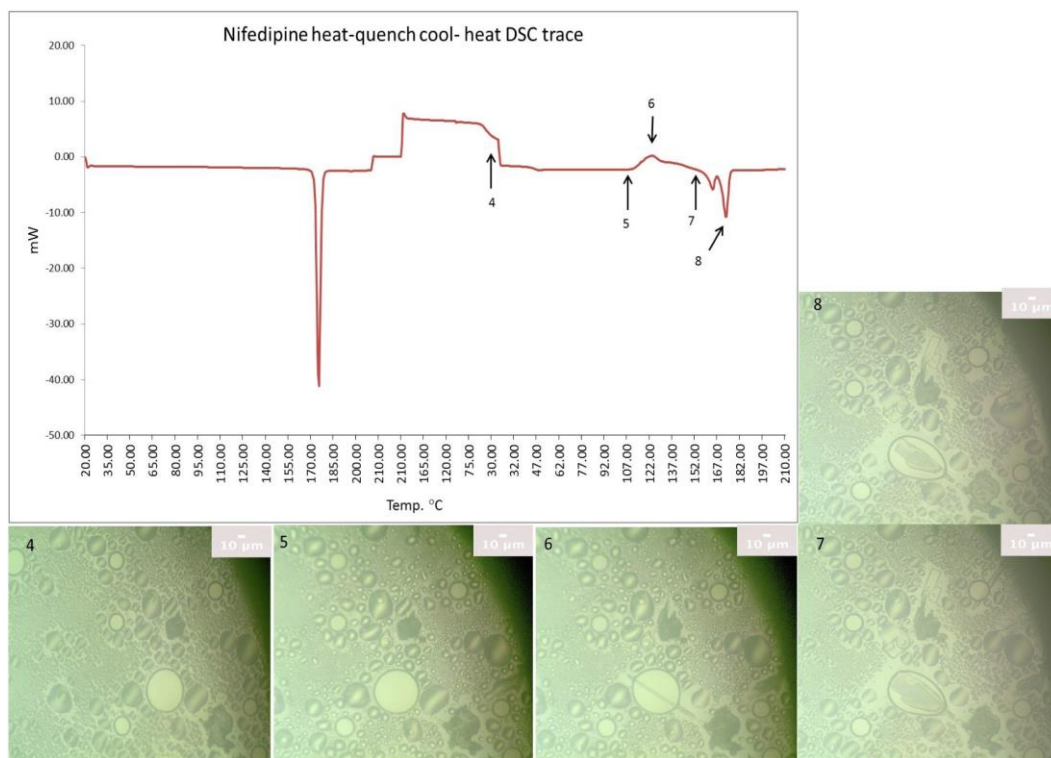 Nifedipine heat-quench cool- heat DSC trace
20.00
10.00
0.00
-10.00
-20.00
-30.00
-40.00
-50.00
mW
4
5
6
7
8
20.00 35.00 50.00 65.00 80.00 95.00 110.00 125.00 140.00 155.00 170.00 185.00 200.00 210.00 210.00 165.00 120.00 75.00 30.00 32.00 47.00 62.00 77.00 92.00 107.00 122.00 137.00 152.00 167.00 182.00 197.00 210.00
Temp. °C
8
10 µm
4
10 µm
5
10 µm
6
10 µm
7
10 µm